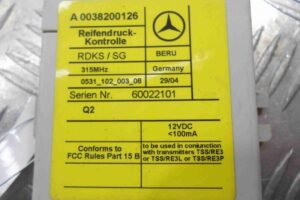 A 0038200126
Reifendruck-
Kontrolle
RDKS / SG
BERU
315MHz
Germany
0531_102_003_08
29/04
Serien Nr. 60022101
Q2
12VDC
<100mA
Conforms to
FCC Rules Part 15 B
to be used in conjunction
with transmitters TSS/RE3
or TSS/RE3L or TSS/RE3P